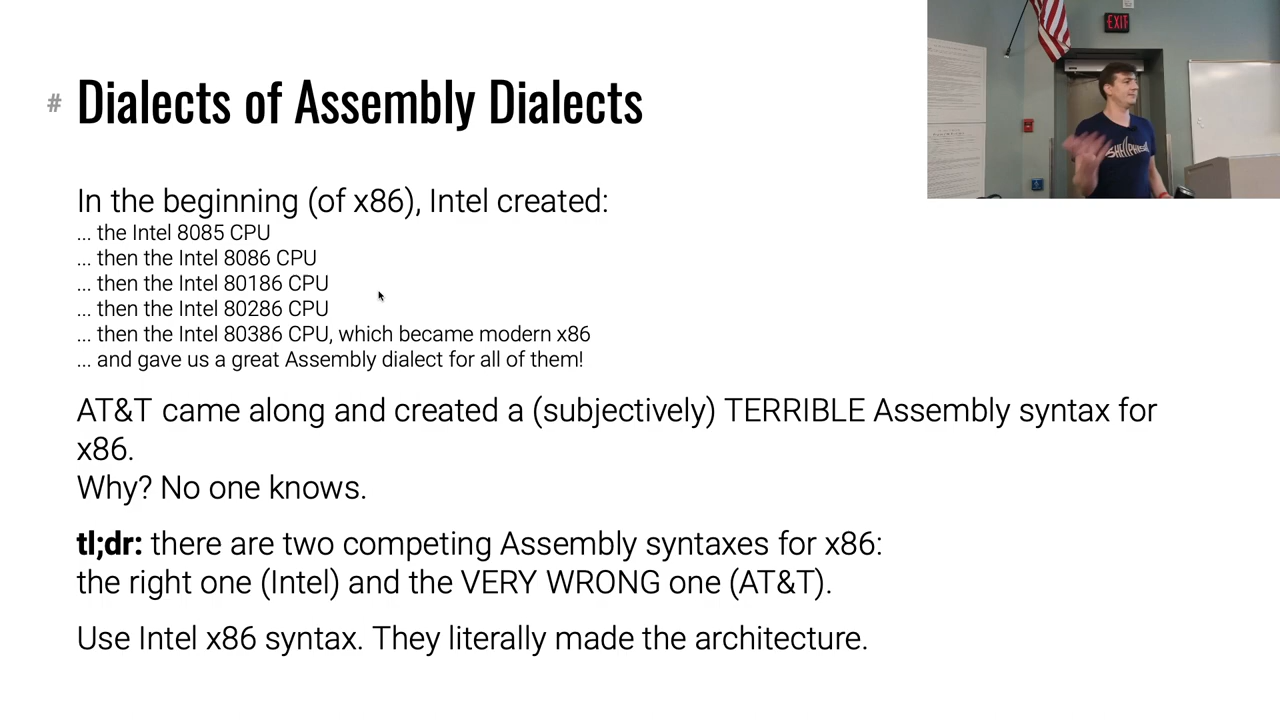 # Dialects of Assembly Dialects
In the beginning (of x86), Intel created:
... the Intel 8085 CPU
... then the Intel 8086 CPU
... then the Intel 80186 CPU
... then the Intel 80286 CPU
... then the Intel 80386 CPU, which became modern x86
... and gave us a great Assembly dialect for all of them!
AT&T came along and created a (subjectively) TERRIBLE Assembly syntax for
x86.
Why? No one knows.
tl;dr: there are two competing Assembly syntaxes for x86:
the right one (Intel) and the VERY WRONG one (AT&T).
Use Intel x86 syntax. They literally made the architecture.
EXIT